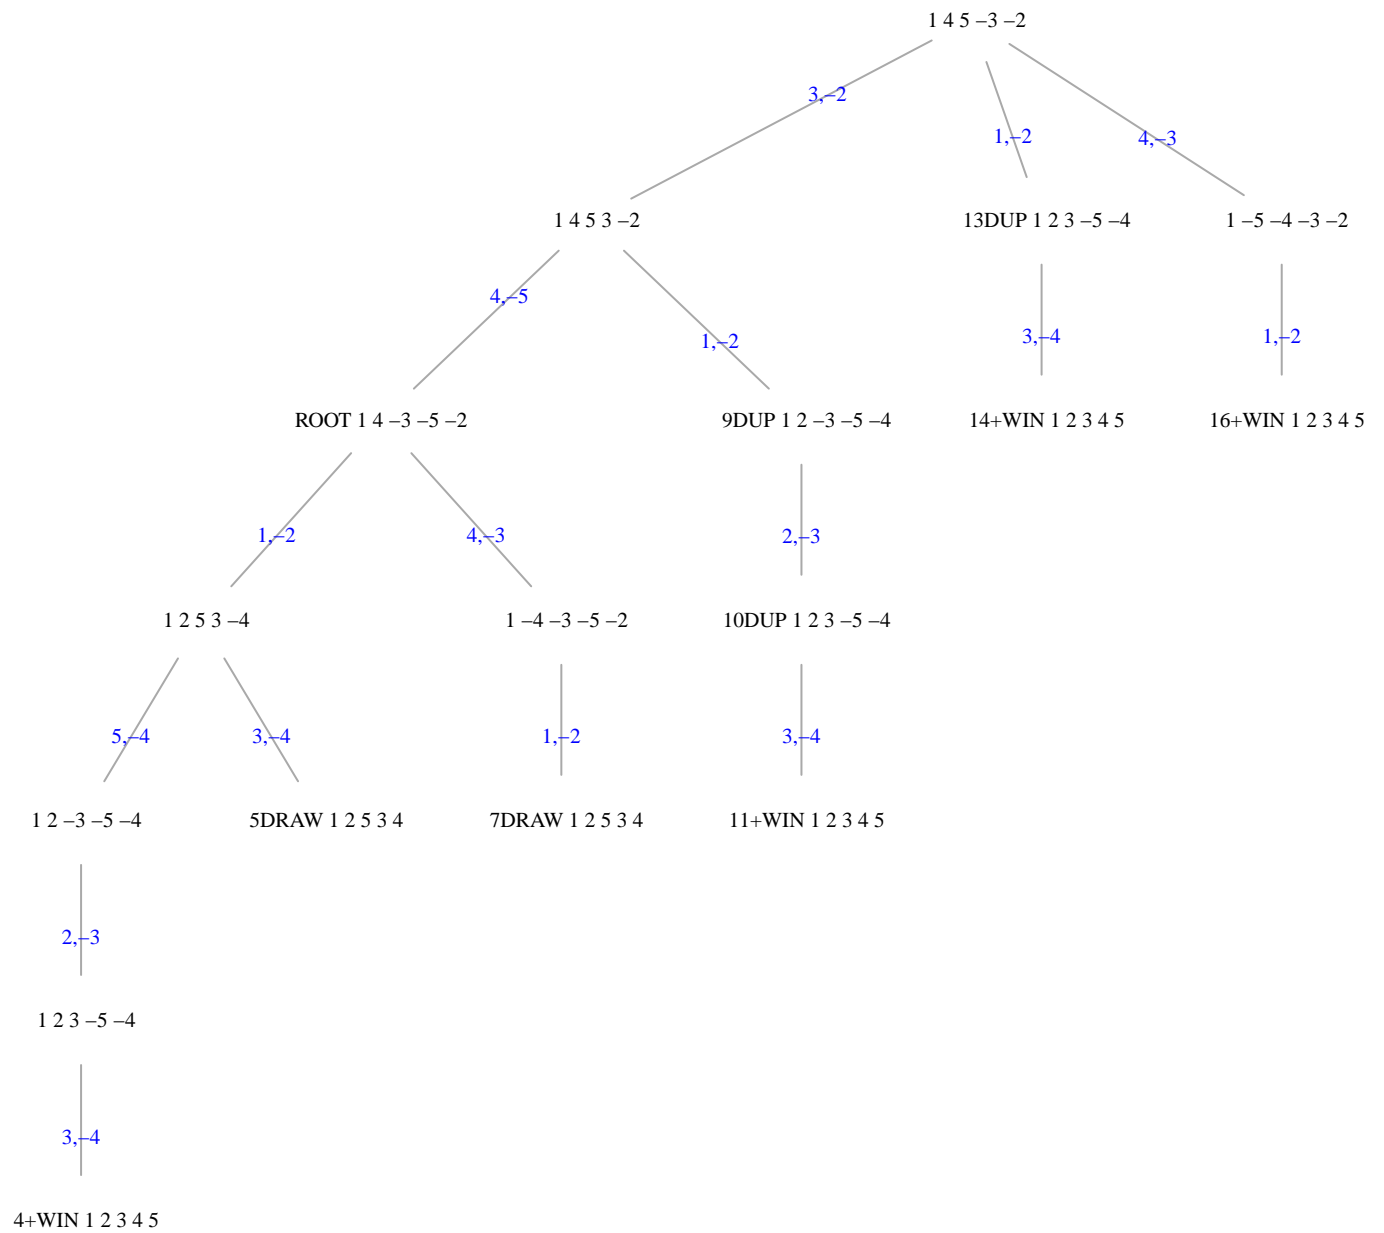 1 4 5 –3 –2
3,–2
1,–2
4,–3
1 4 5 3 –2
13DUP 1 2 3 –5 –4
1 –5 –4 –3 –2
4,–5
1,–2
3,–4
1,–2
ROOT 1 4 –3 –5 –2
9DUP 1 2 –3 –5 –4
14+WIN 1 2 3 4 5
16+WIN 1 2 3 4 5
1,–2
4,–3
2,–3
1 2 5 3 –4
1 –4 –3 –5 –2
10DUP 1 2 3 –5 –4
5,–4
3,–4
1,–2
3,–4
1 2 –3 –5 –4
5DRAW 1 2 5 3 4
7DRAW 1 2 5 3 4
11+WIN 1 2 3 4 5
2,–3
1 2 3 –5 –4
3,–4
4+WIN 1 2 3 4 5